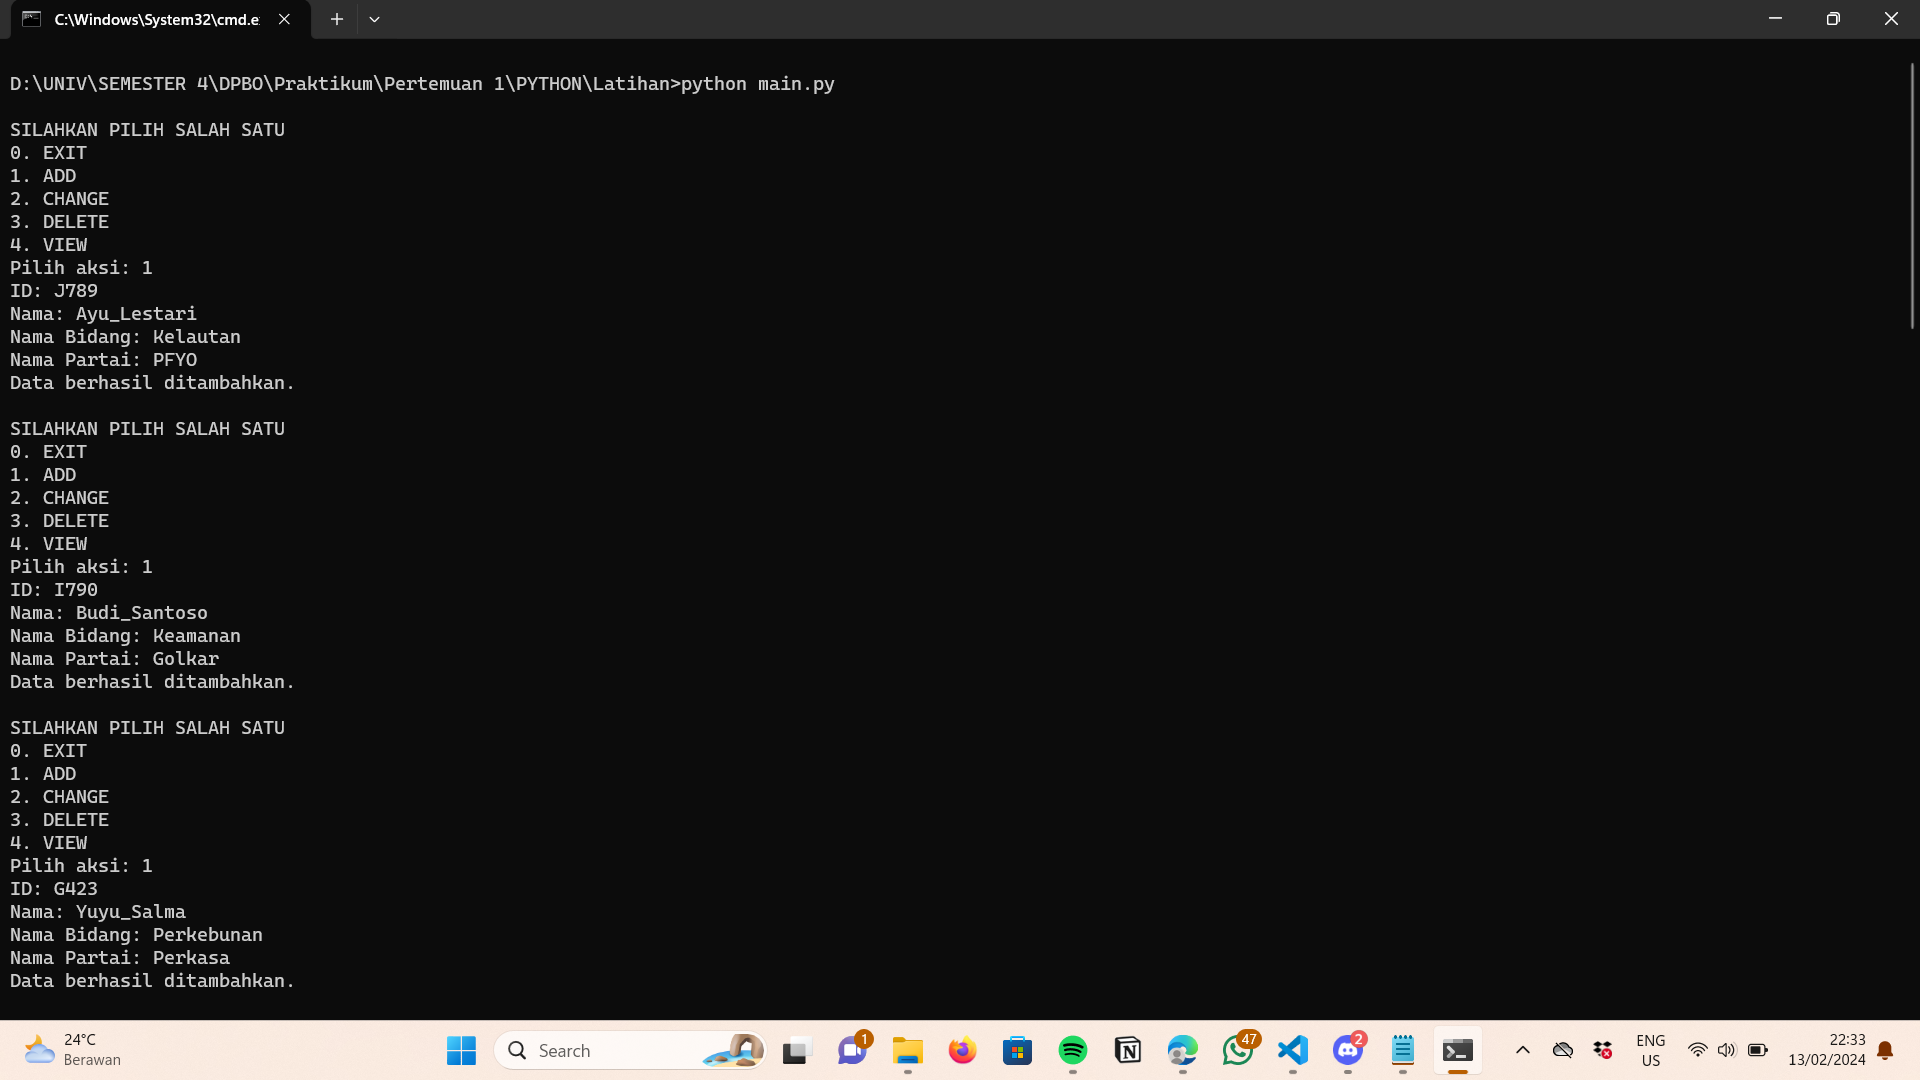 C:\Windows\System32\cmd.e
D:\UNIV\SEMESTER 4\DPBO\Praktikum\Pertemuan 1\PYTHON\Latihan>python main.py
SILAHKAN PILIH SALAH SATU
0. EXIT
1. ADD
2. CHANGE
3. DELETE
4. VIEW
Pilih aksi: 1
ID: J789
Nama: Ayu_Lestari
Nama Bidang: Kelautan
Nama Partai: PFYO
Data berhasil ditambahkan.
SILAHKAN PILIH SALAH SATU
0. EXIT
1. ADD
2. CHANGE
3. DELETE
4. VIEW
Pilih aksi: 1
ID: I790
Nama: Budi_Santoso
Nama Bidang: Keamanan
Nama Partai: Golkar
Data berhasil ditambahkan.
SILAHKAN PILIH SALAH SATU
0. EXIT
1. ADD
2. CHANGE
3. DELETE
4. VIEW
Pilih aksi: 1
ID: G423
Nama: Yuyu_Salma
Nama Bidang: Perkebunan
Nama Partai: Perkasa
Data berhasil ditambahkan.
24°C
Berawan
Search
1
47
2
ENG
US
22:33
13/02/2024